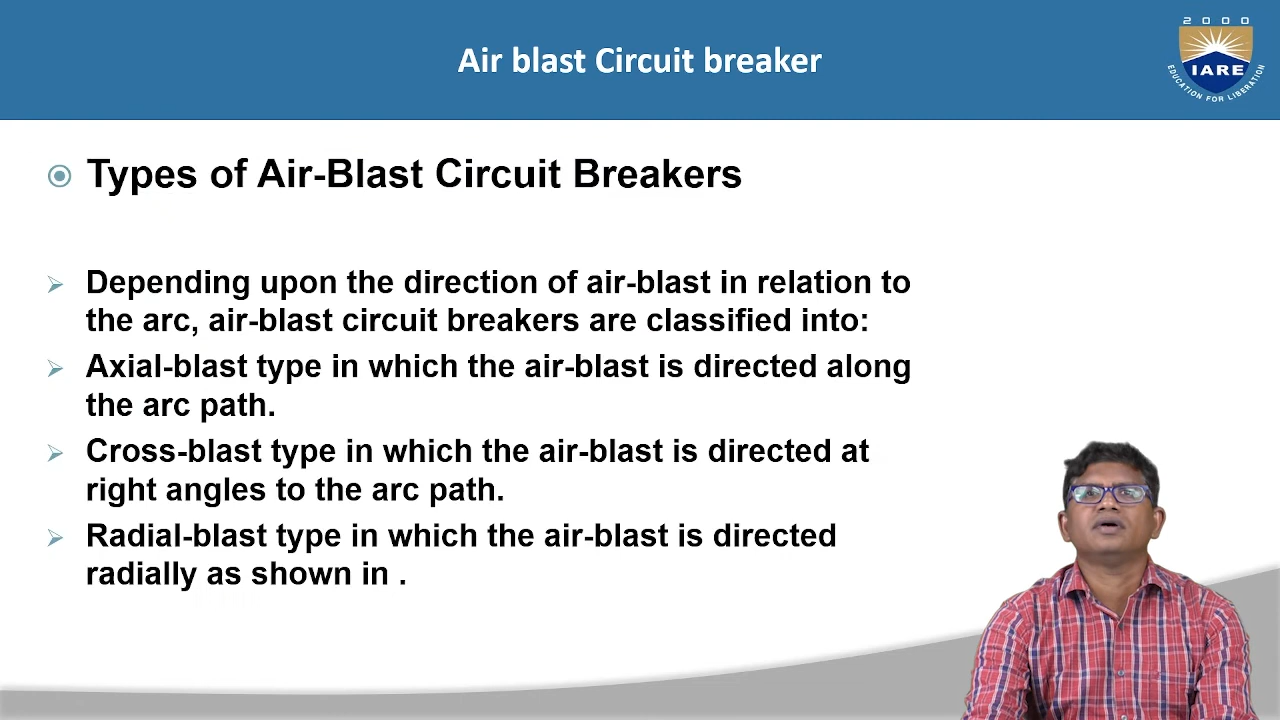 Air blast Circuit breaker
2000
IARE
EDUCATION FOR LIBERATION
Types of Air-Blast Circuit Breakers
Depending upon the direction of air-blast in relation to
the arc, air-blast circuit breakers are classified into:
Axial-blast type in which the air-blast is directed along
the arc path.
Cross-blast type in which the air-blast is directed at
right angles to the arc path.
Radial-blast type in which the air-blast is directed
radially as shown in .